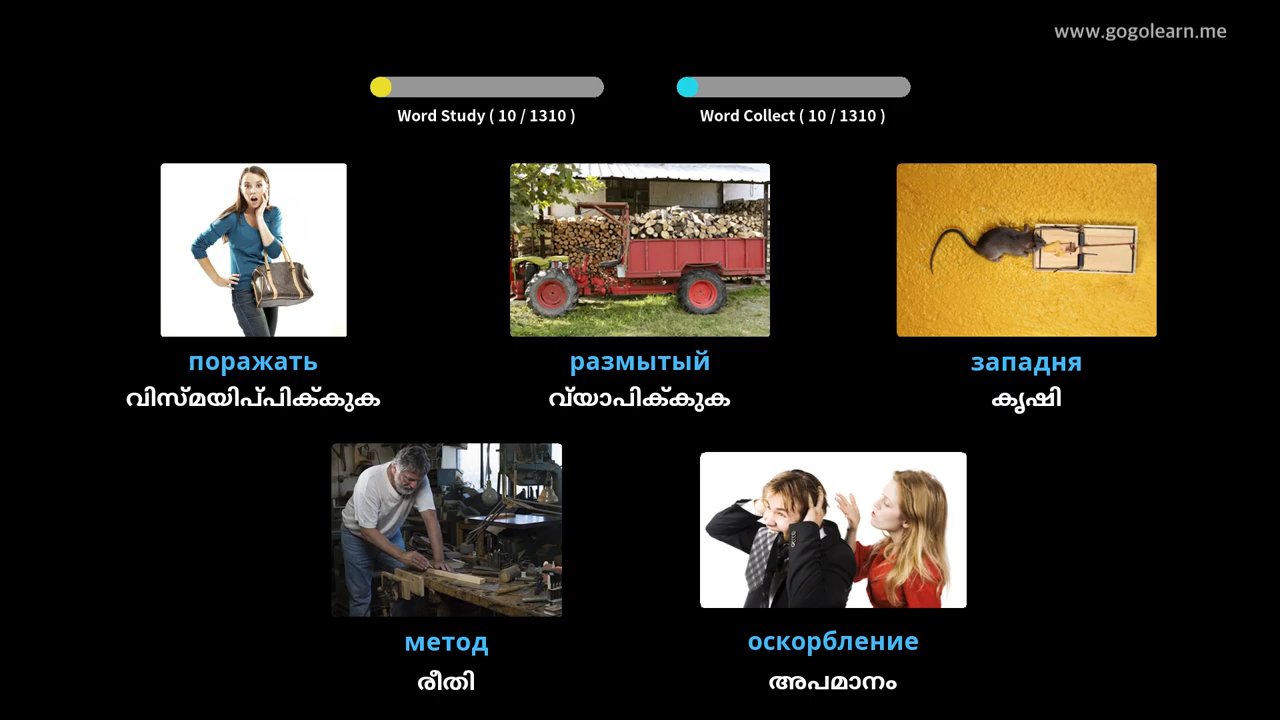 www.gogolearn.me
Word Study ( 10 / 1310 )
Word Collect ( 10 / 1310 )
поражать
വിസ്മയിപ്പിക്കുക
размытый
വ്യാപിക്കുക
западня
കൃഷി
метод
രീതി
оскорбление
അപമാനം